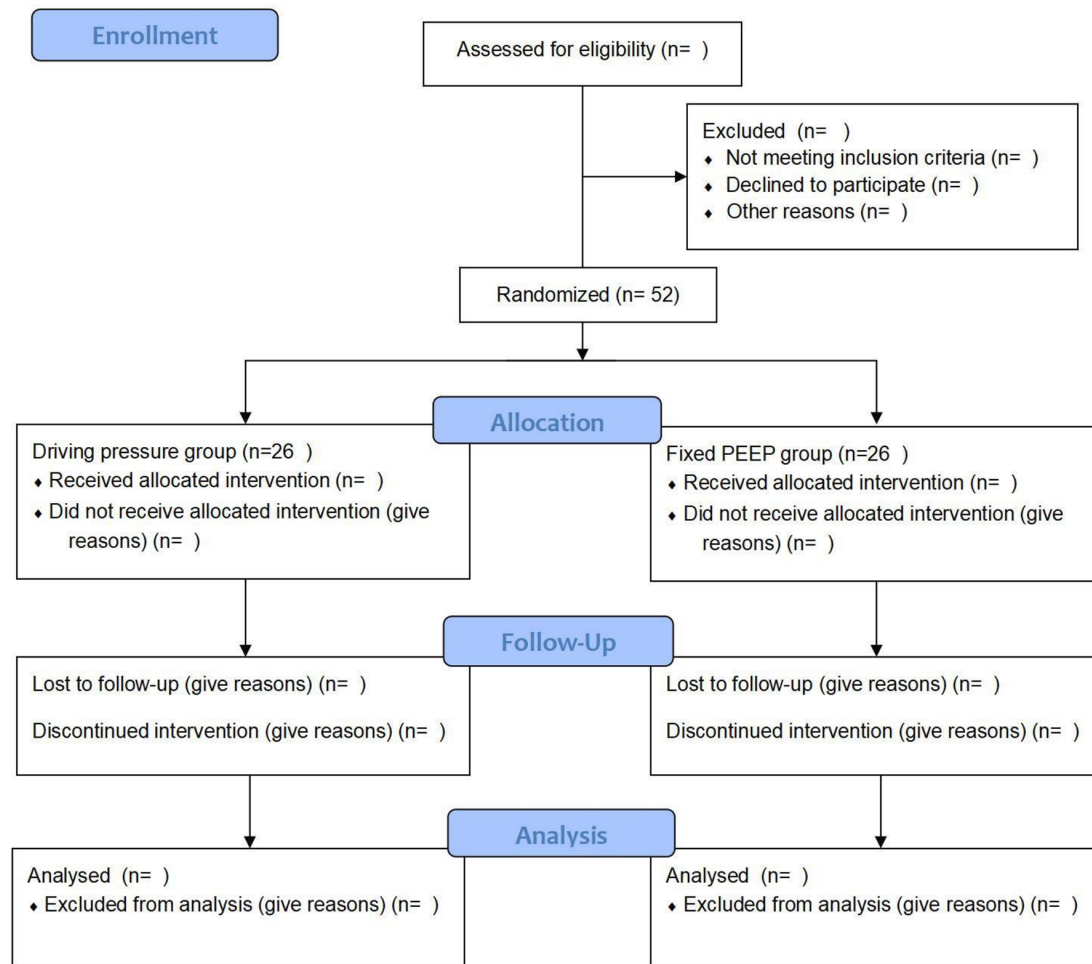 Enrollment
Assessed for eligibility (n=  )
Excluded  (n=  )
♦ Not meeting inclusion criteria (n=  )
♦ Declined to participate (n=  )
♦ Other reasons (n=  )
Randomized (n= 52)
Allocation
Driving pressure group (n=26  )
♦ Received allocated intervention (n=  )
♦ Did not receive allocated intervention (give
reasons) (n=  )
Fixed PEEP group (n=26  )
♦ Received allocated intervention (n=  )
♦ Did not receive allocated intervention (give
reasons) (n=  )
Follow-Up
Lost to follow-up (give reasons) (n=  )
Discontinued intervention (give reasons) (n=  )
Lost to follow-up (give reasons) (n=  )
Discontinued intervention (give reasons) (n=  )
Analysis
Analysed  (n=  )
♦ Excluded from analysis (give reasons) (n=  )
Analysed  (n=  )
♦ Excluded from analysis (give reasons) (n=  )